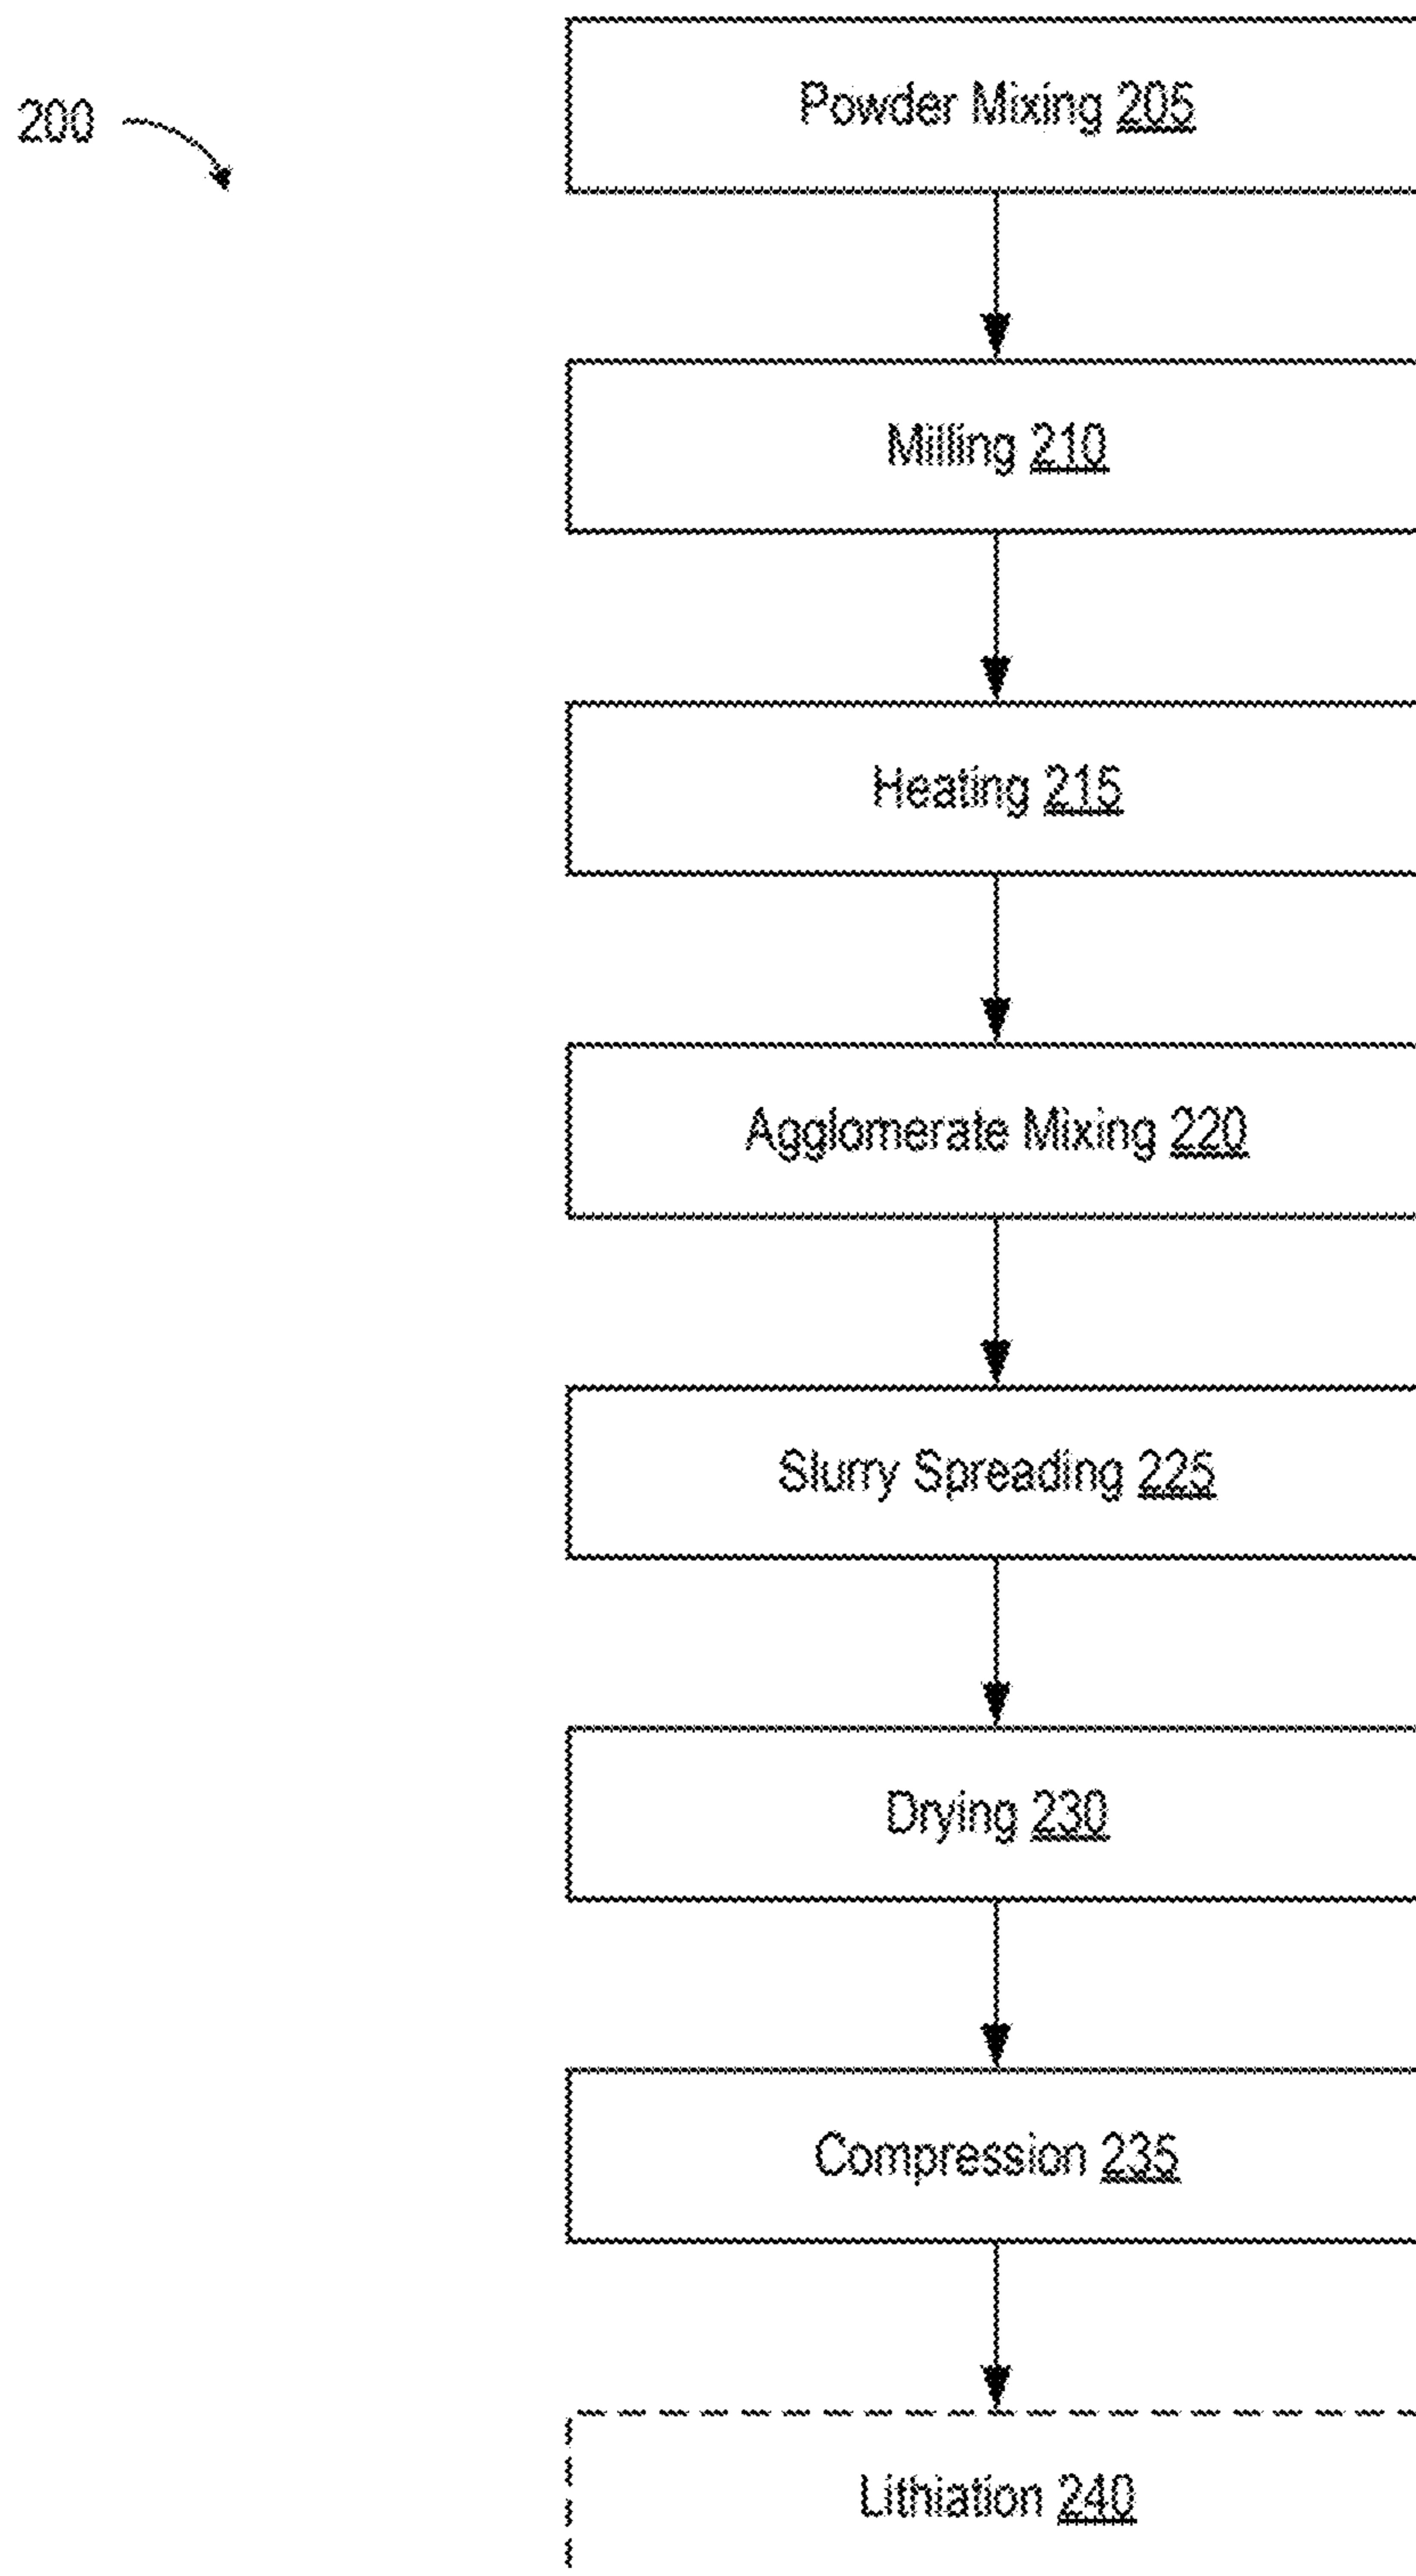 Powder Mixing 205
200
Milling 210
Heating 215
Agglomerate Mixing 220
Slurry Spreading 225
Drying 230
Compression 235
Lithiation 240